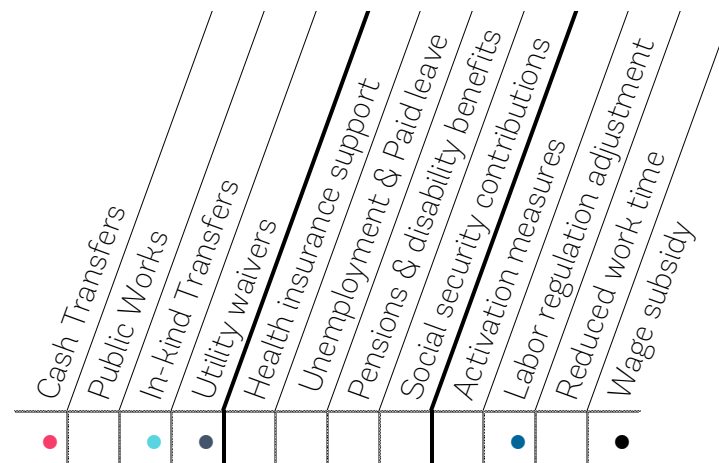 Cash Transfers
Public Works
In-kind Transfers
Utility waivers
Health insurance support
Unemployment & Paid leave
Pensions & disability benefits
Social security contributions
Activation measures
Labor regulation adjustment
Reduced work time
Wage subsidy